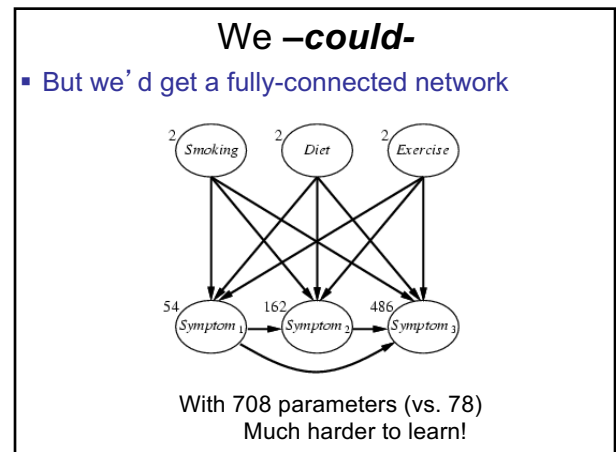 We –could-
▪ But we' d get a fully-connected network
2 Smoking 2 Diet 2 Exercise
54 Symptom 1 162 Symptom 2 486 Symptom 3
With 708 parameters (vs. 78)
Much harder to learn!